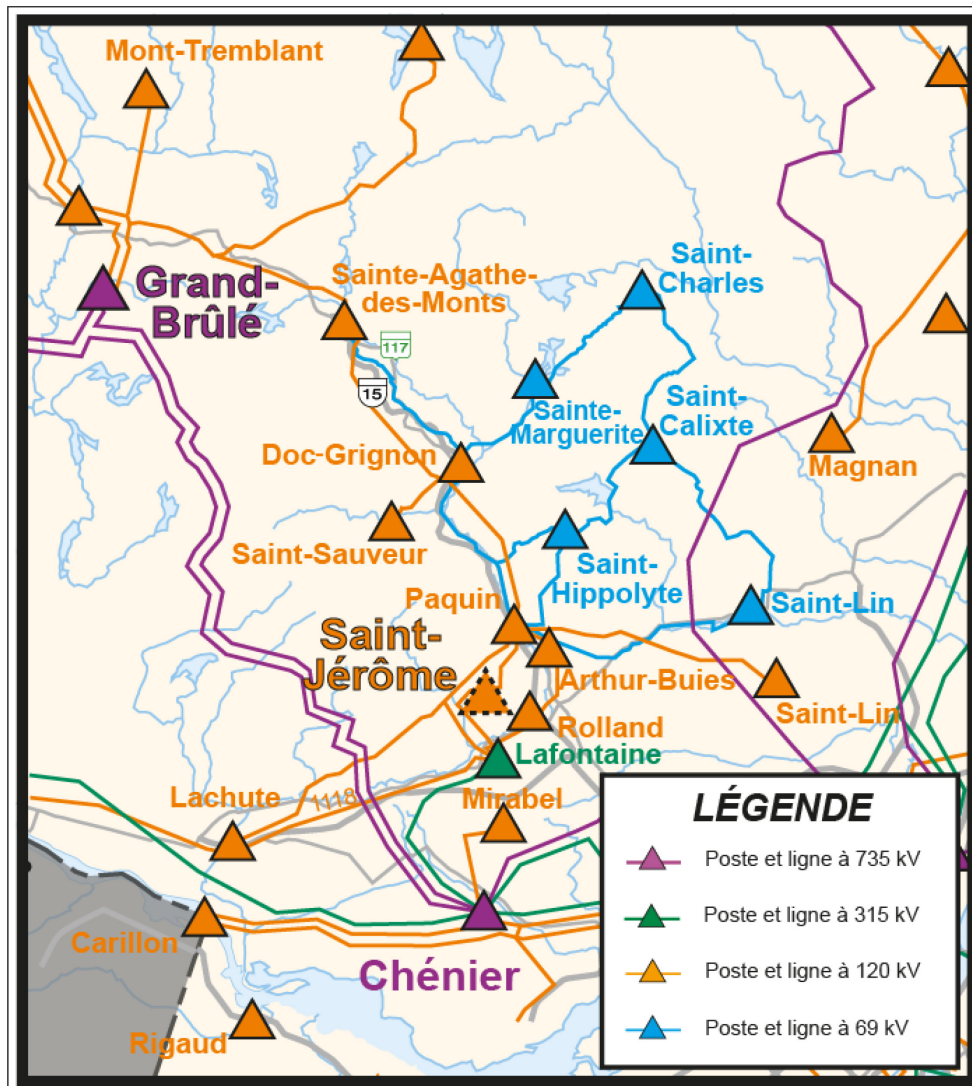 Mont-Tremblant
Grand-
Brûlé
Sainte-Agathe-
des-Monts
117
15
Saint-
Charles
Sainte-
Marguerite
Saint-
Calixte
Doc-Grignon
Magnan
Saint-Sauveur
Saint-
Hippolyte
Paquin
Saint-Lin
Saint-
Jérôme
Arthur-Buies
Saint-Lin
Rolland
Lafontaine
Lachute
1118
Mirabel
Carillon
Chénier
Rigaud
LÉGENDE
Poste et ligne à 735 kV
Poste et ligne à 315 kV
Poste et ligne à 120 kV
Poste et ligne à 69 kV